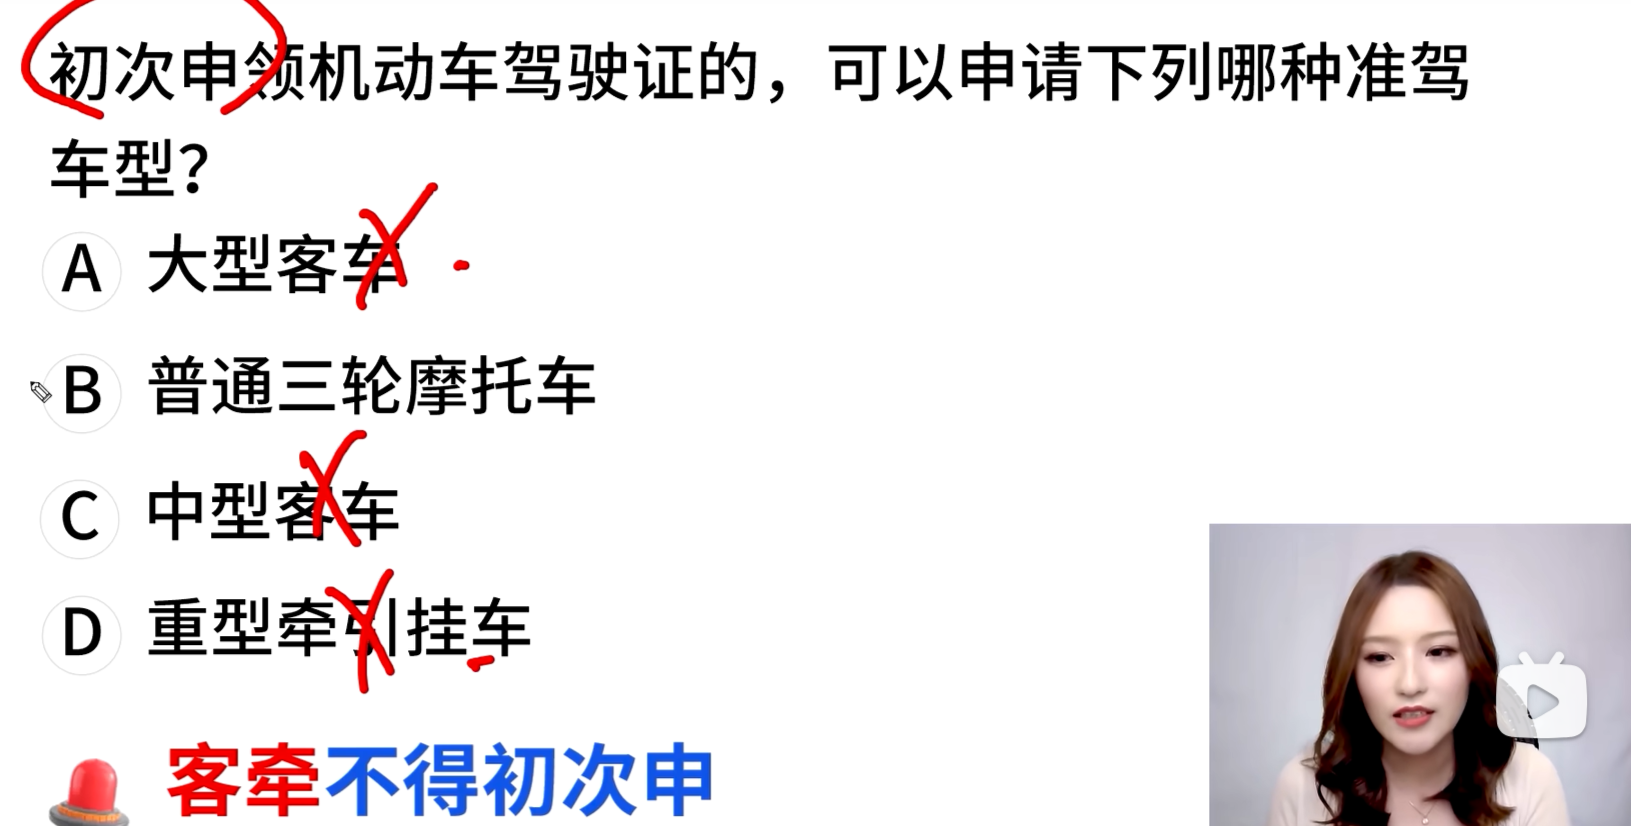 初次申领机动车驾驶证的，可以申请下列哪种准驾
车型？
A 大型客车
B 普通三轮摩托车
C 中型客车
D 重型牵引挂车
客牵不得初次申